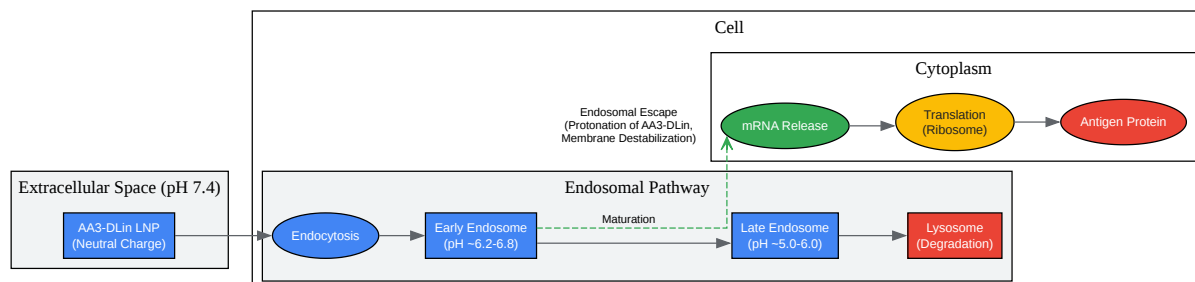 Cell
Cytoplasm
Endosomal Escape
(Protonation of AA3-DLin,
Membrane Destabilization)
mRNA Release
Translation
(Ribosome)
Antigen Protein
Extracellular Space (pH 7.4)
AA3-DLin LNP
(Neutral Charge)
Endosomal Pathway
Endocytosis
Early Endosome
(pH ~6.2-6.8)
Maturation
Late Endosome
(pH ~5.0-6.0)
Lysosome
(Degradation)